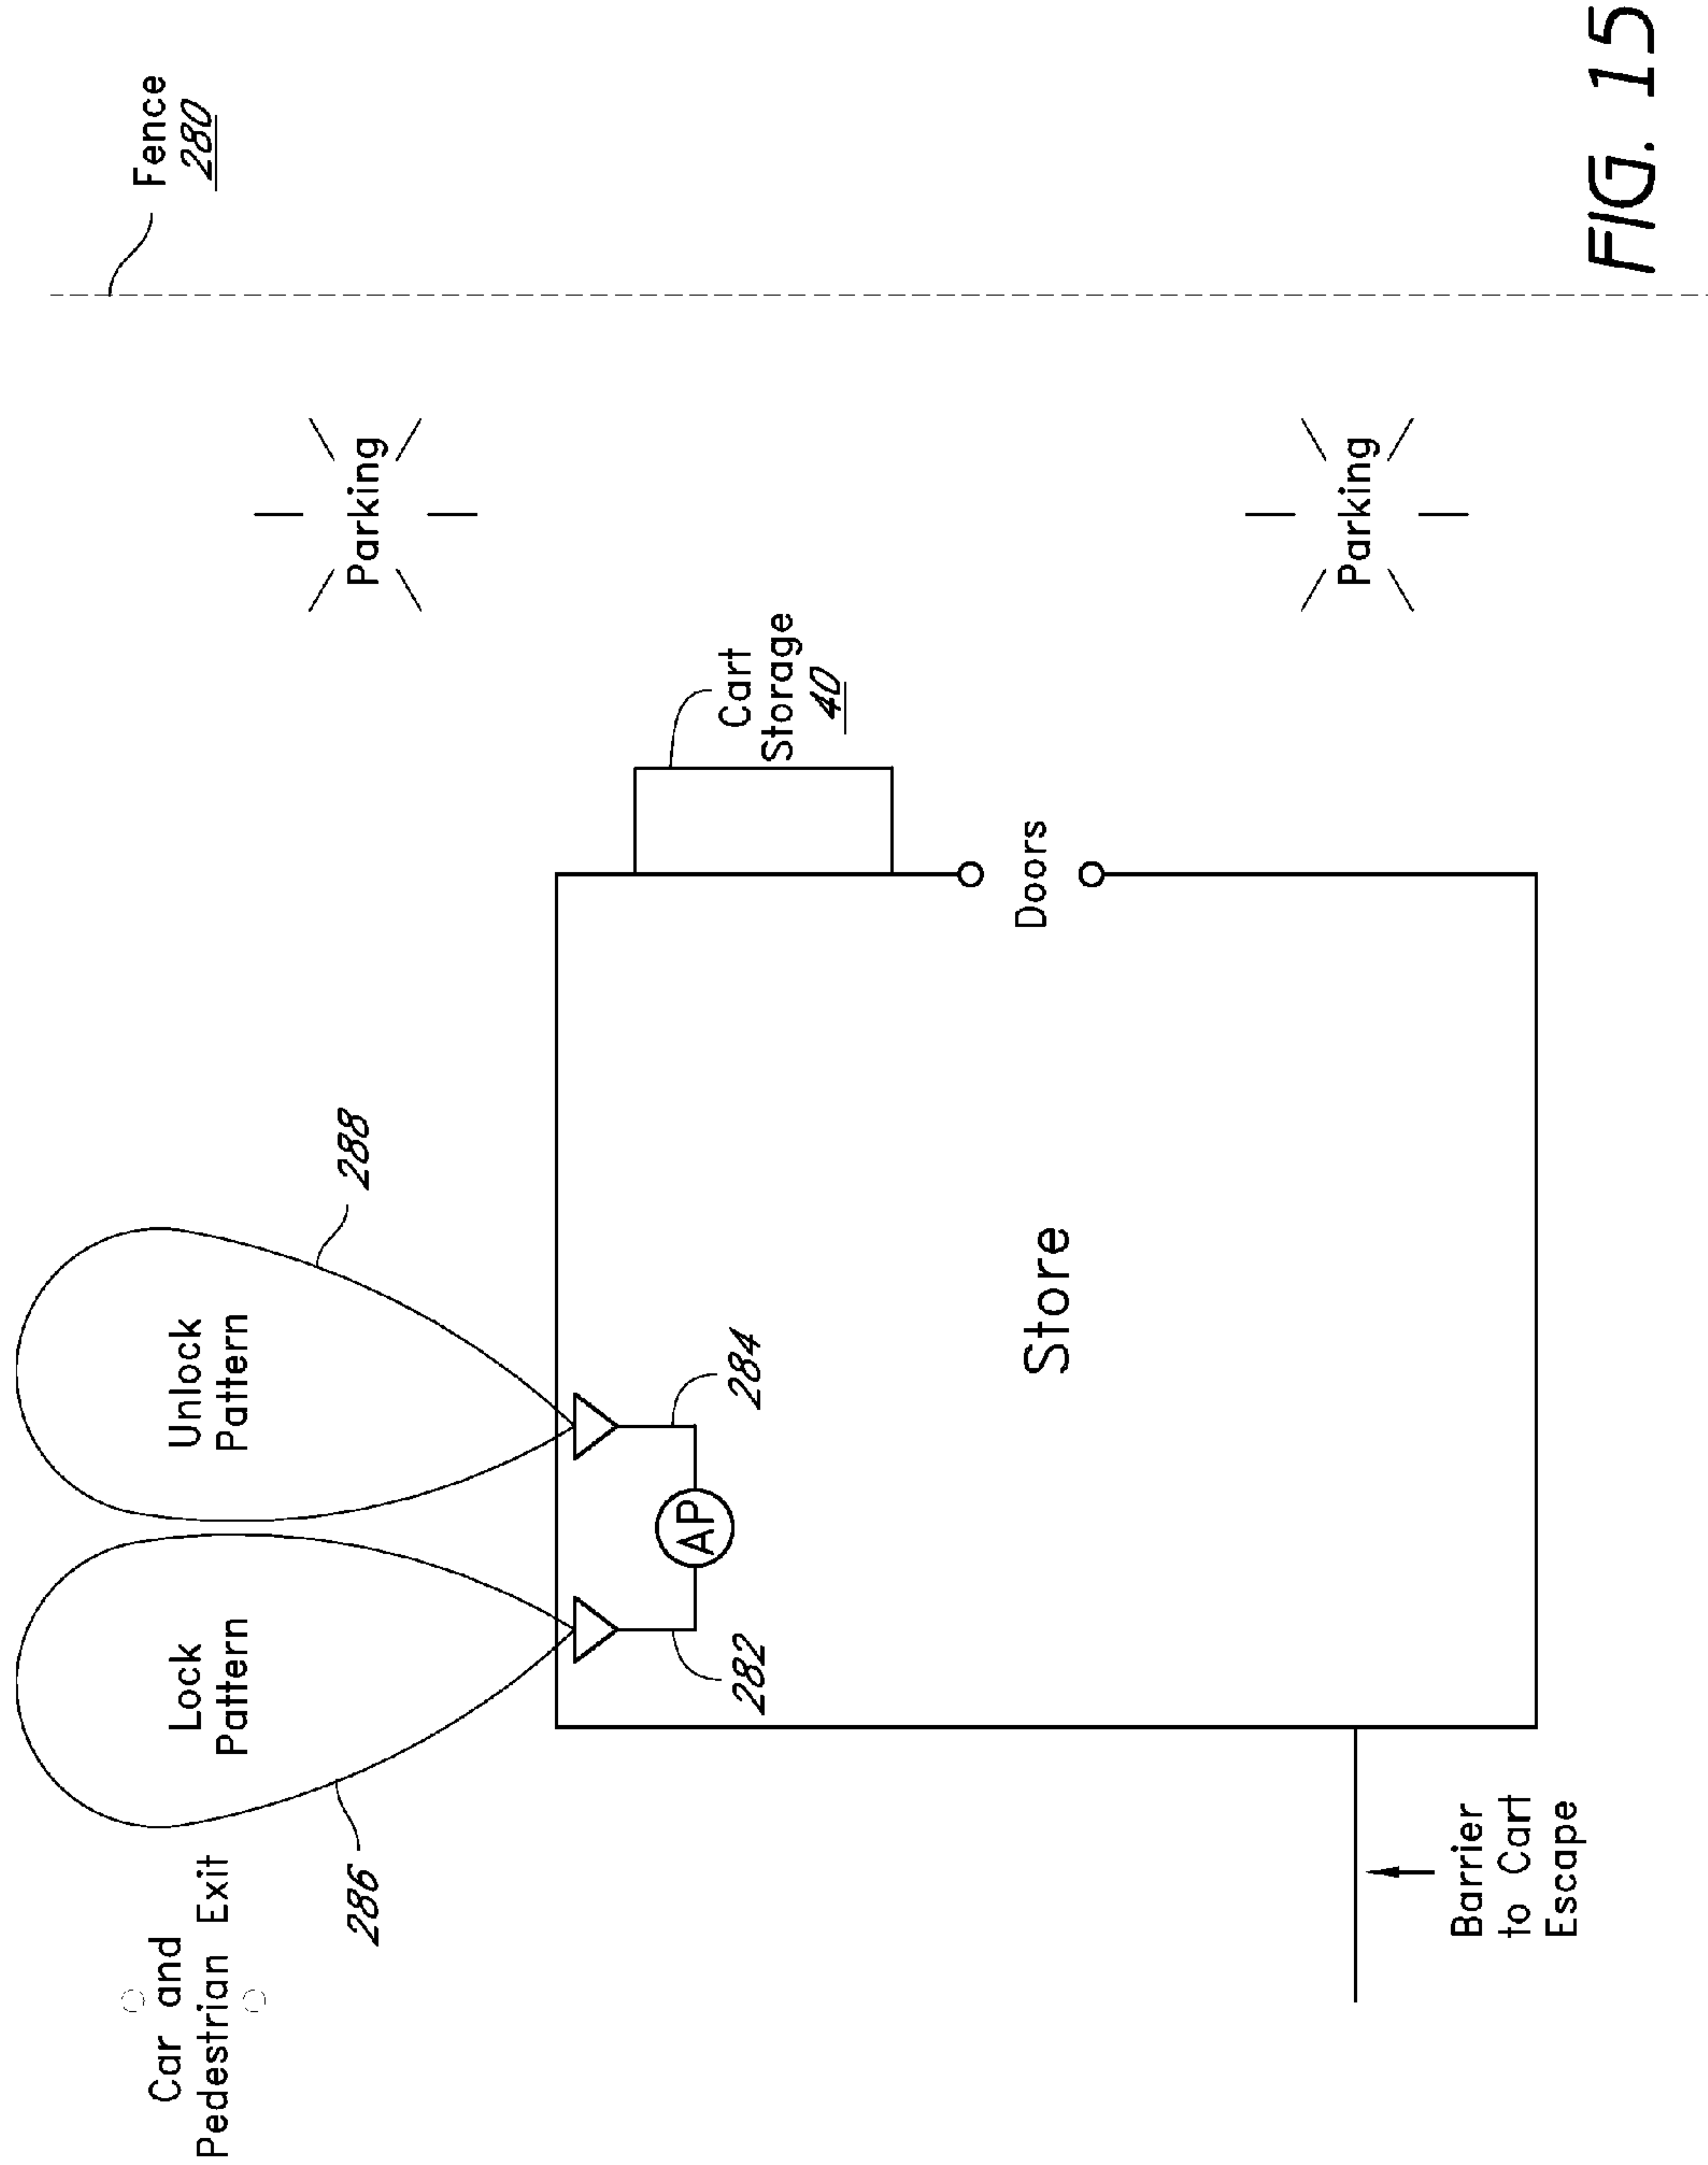 Car and
Pedestrian Exit
286
Lock
Pattern
Unlock
Pattern
288
282
AP
284
Store
Doors
Cart
Storage
40
Parking
Parking
Fence
280
Barrier
to Cart
Escape
FIG. 15